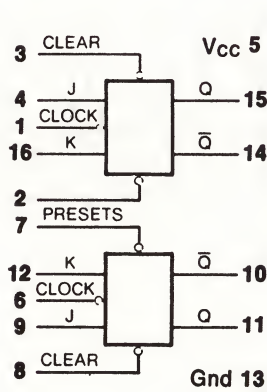 3 CLEAR Vcc 5
4 J Q 15
1 CLOCK
16 K Q̅ 14
2
7 PRESETS
12 K Q̅ 10
6 CLOCK
9 J Q 11
8 CLEAR
Gnd 13